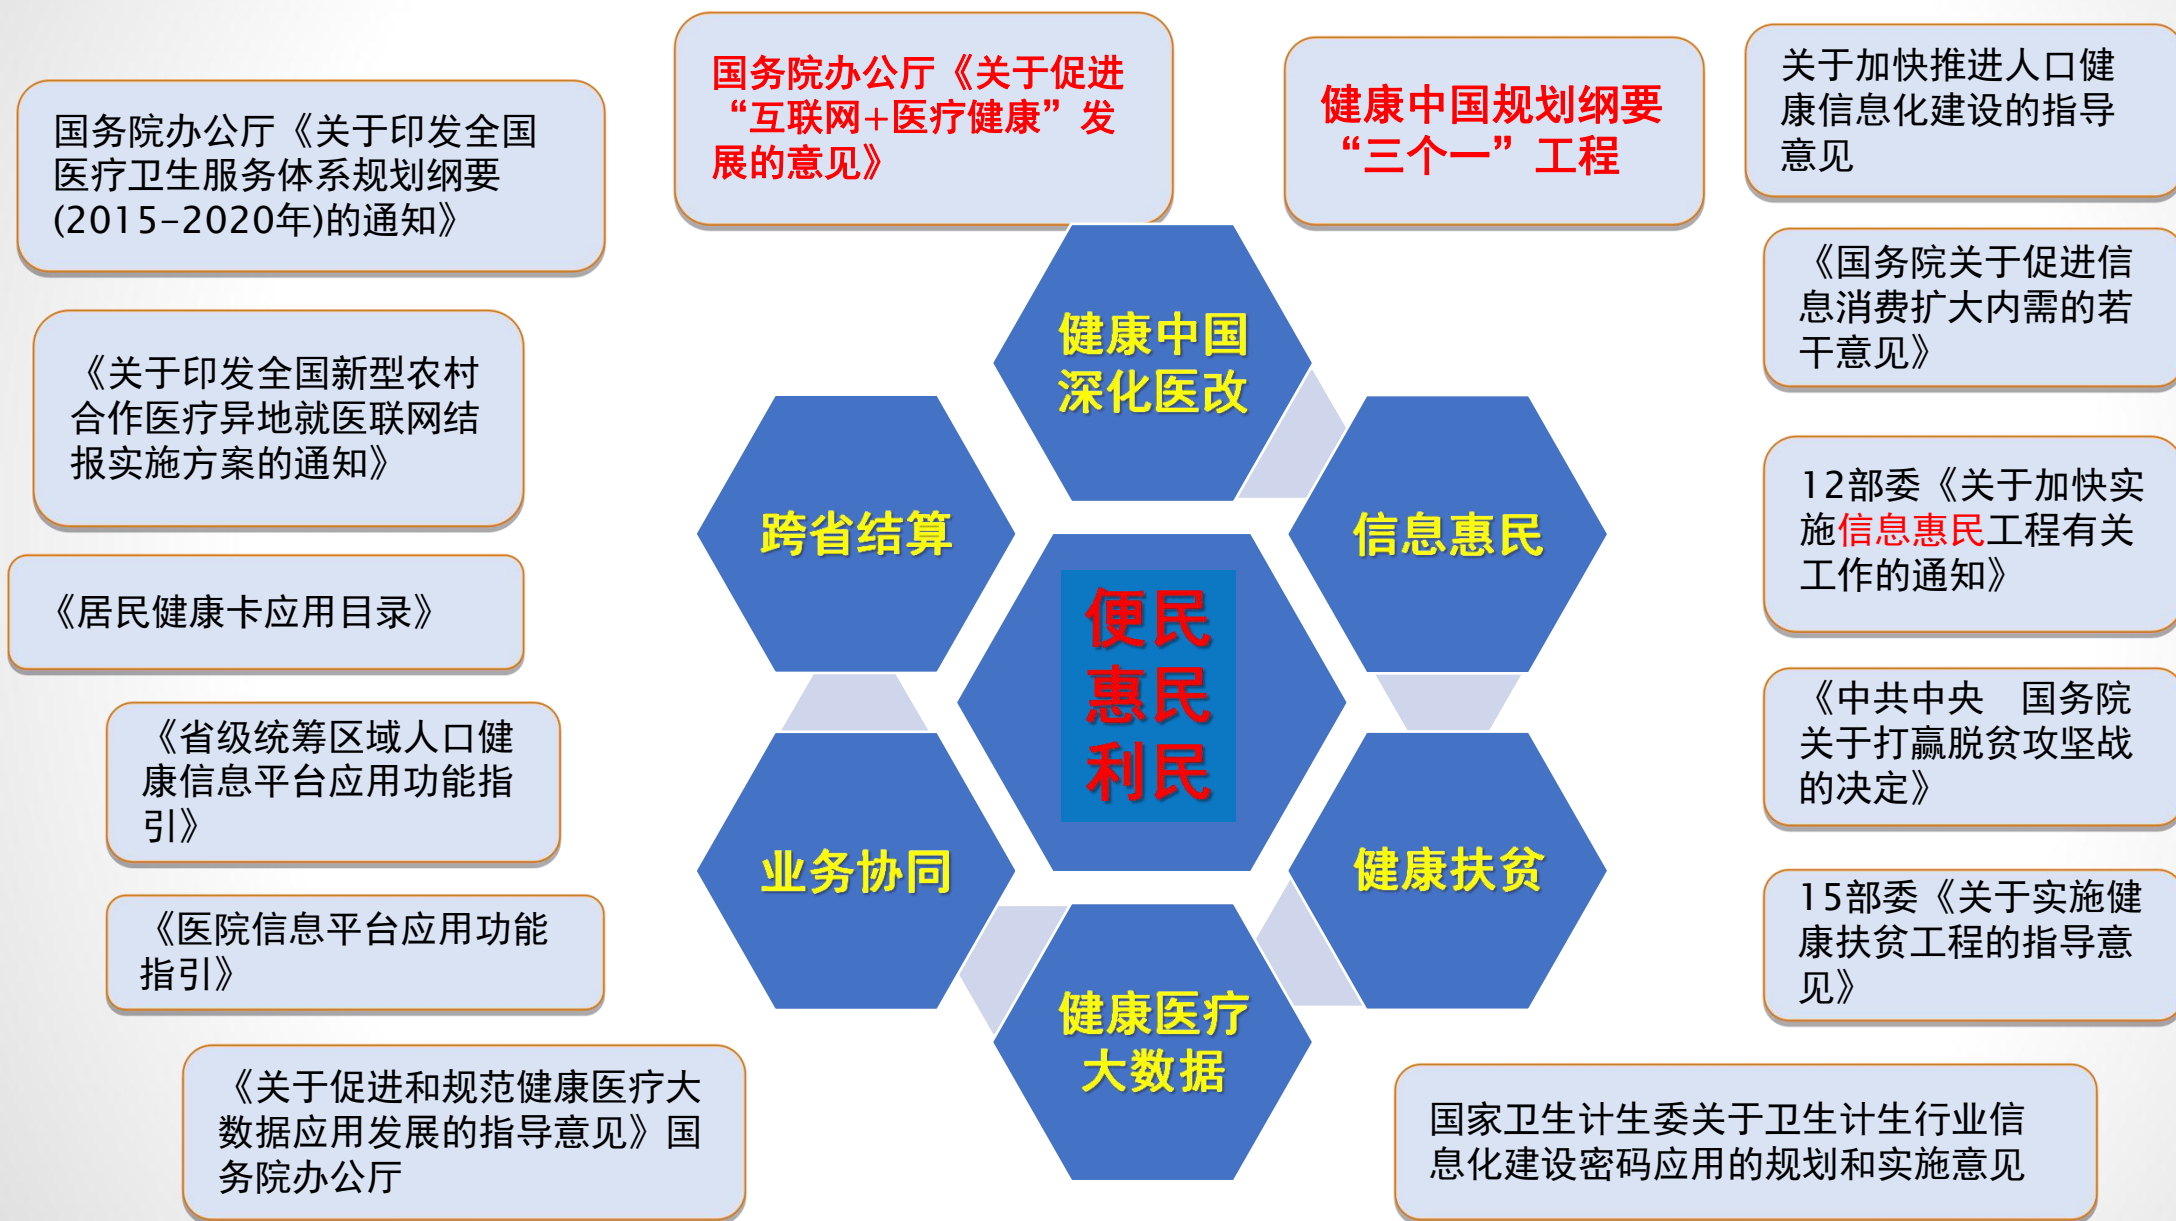 国务院办公厅《关于促进
“互联网+医疗健康”发
展的意见》
健康中国规划纲要
“三个一”工程
关于加快推进人口健
康信息化建设的指导
意见
国务院办公厅《关于印发全国
医疗卫生服务体系规划纲要
(2015-2020年)的通知》
《国务院关于促进信
息消费扩大内需的若
干意见》
《关于印发全国新型农村
合作医疗异地就医联网结
报实施方案的通知》
12部委《关于加快实
施信息惠民工程有关
工作的通知》
《居民健康卡应用目录》
《中共中央　国务院
关于打赢脱贫攻坚战
的决定》
《省级统筹区域人口健
康信息平台应用功能指
引》
15部委《关于实施健
康扶贫工程的指导意
见》
《医院信息平台应用功能
指引》
《关于促进和规范健康医疗大
数据应用发展的指导意见》国
务院办公厅
国家卫生计生委关于卫生计生行业信
息化建设密码应用的规划和实施意见
健康中国
深化医改
跨省结算
信息惠民
便民
惠民
利民
业务协同
健康扶贫
健康医疗
大数据